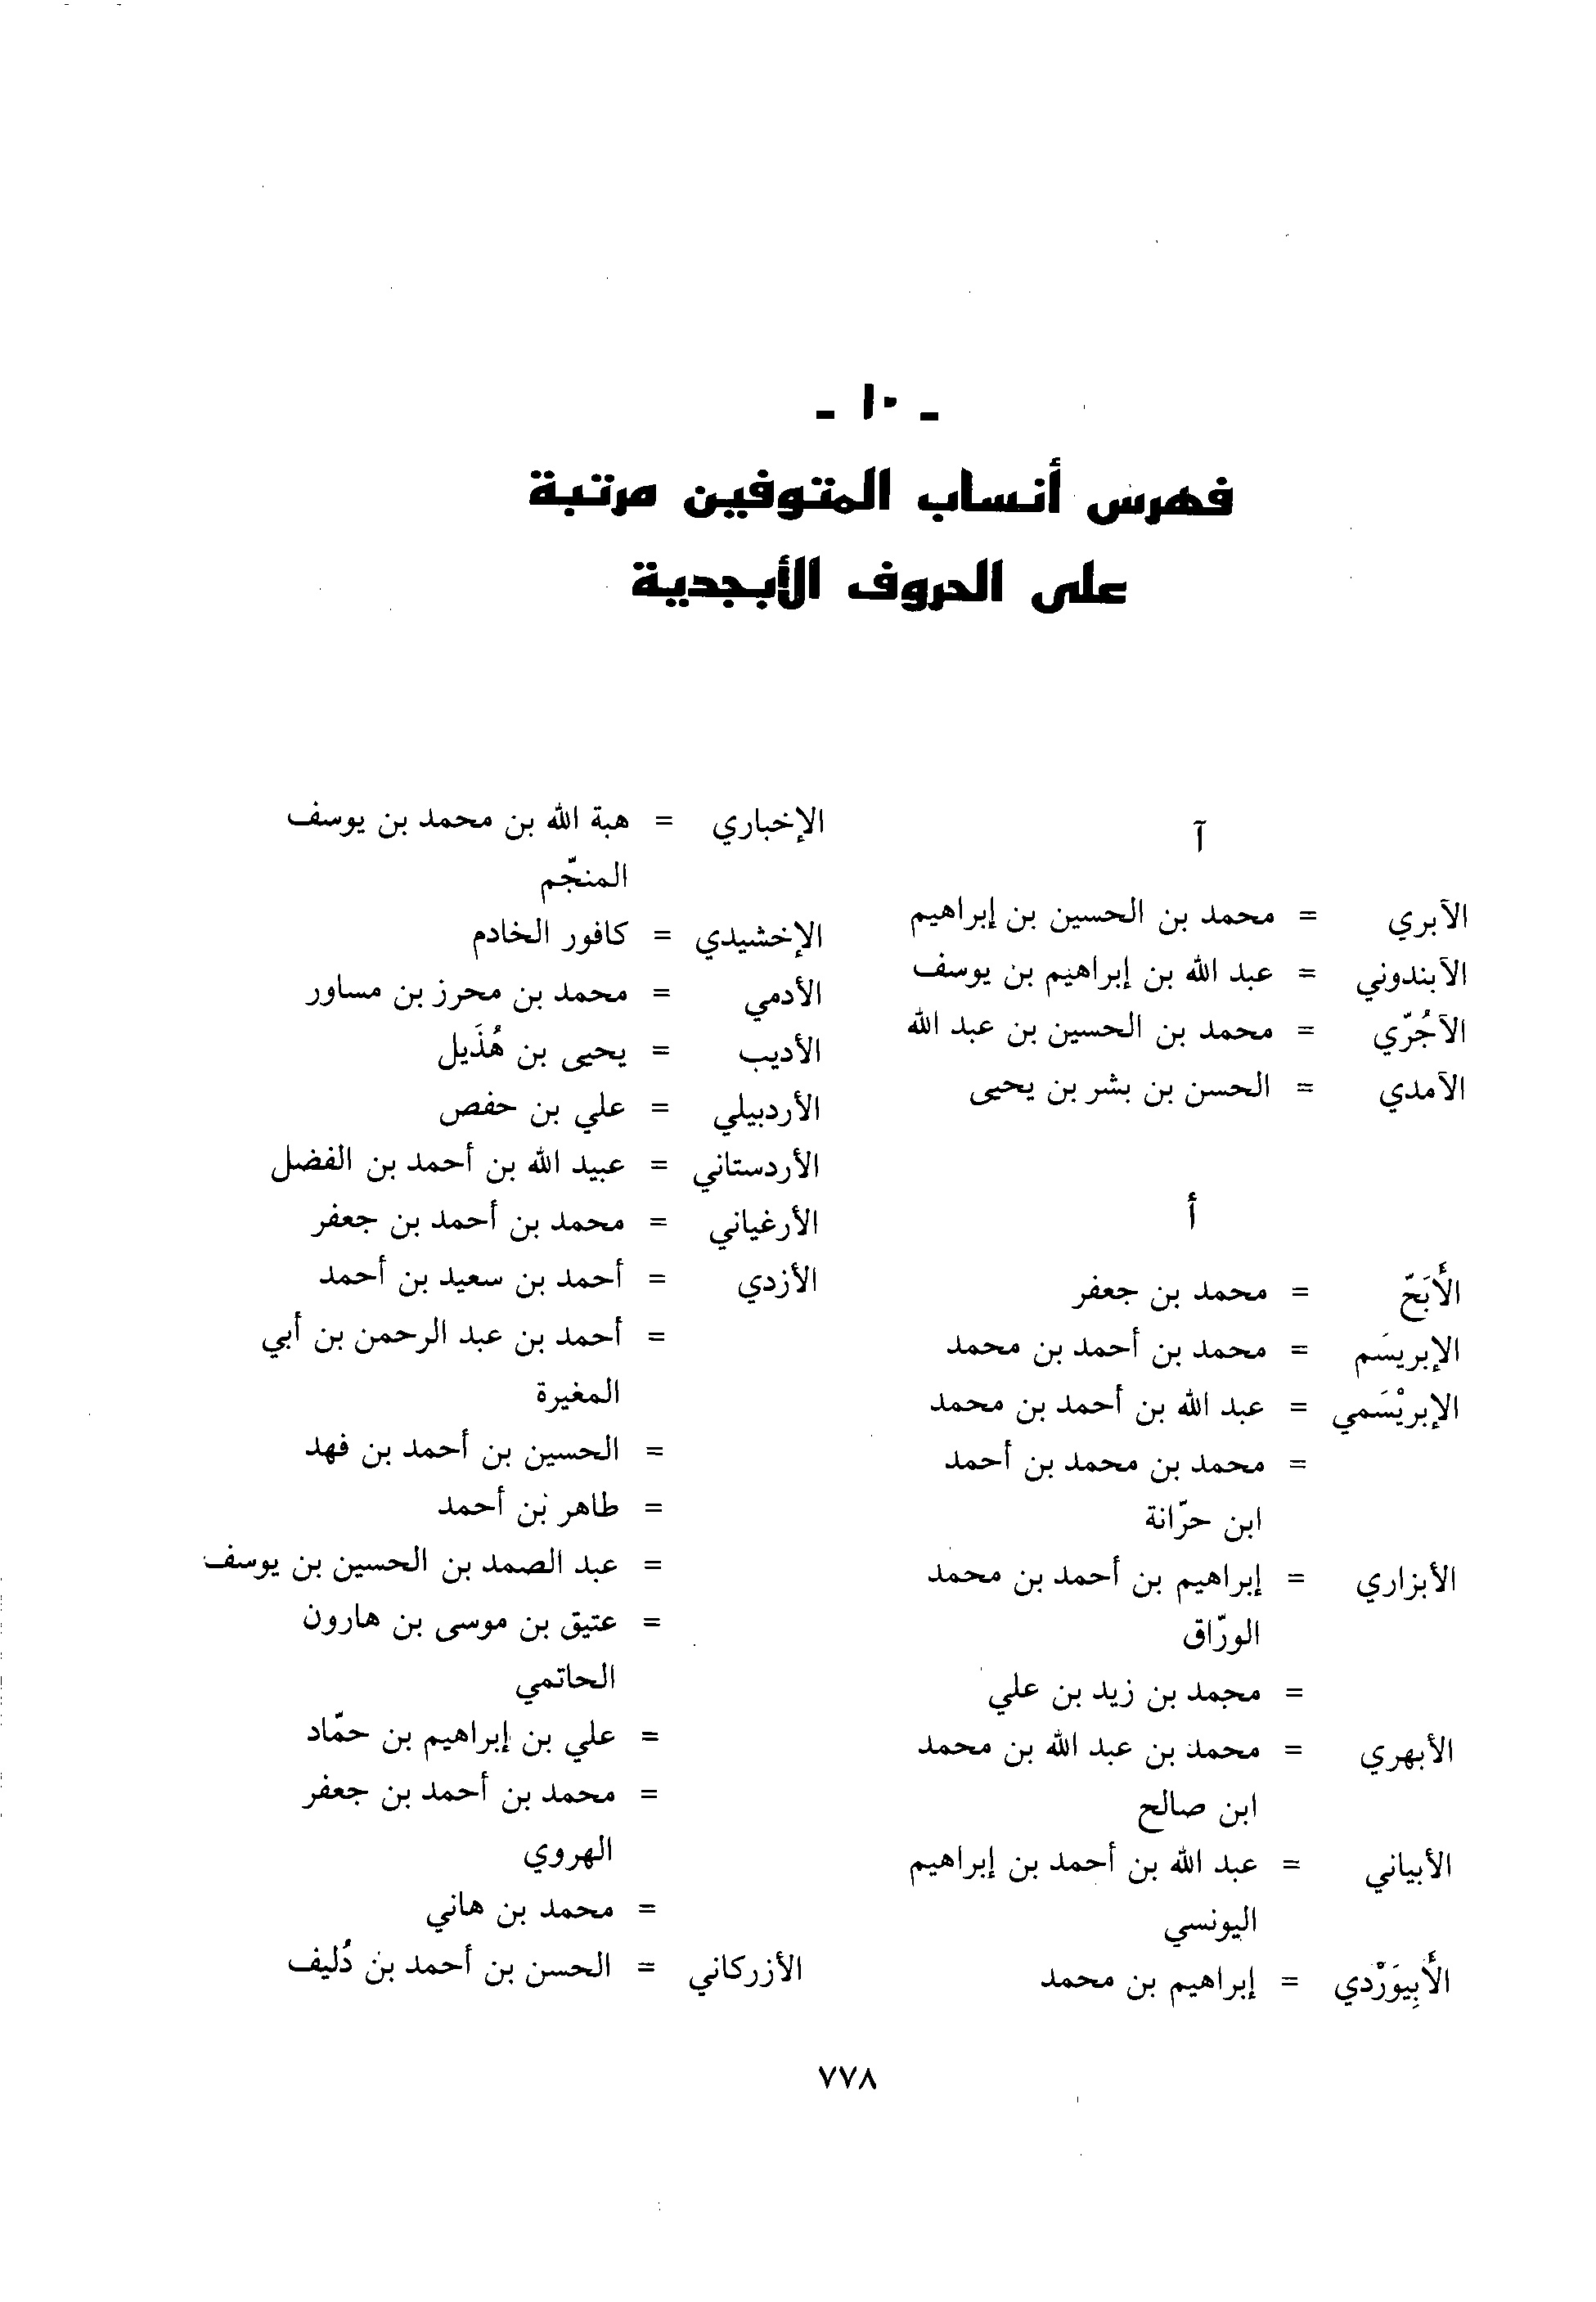 - ١٠ -
فهرس أنساب المتوفين مرتبة
على الحروف الأبجدية
آ
الآبري = محمد بن الحسين بن إبراهيم
الآبندوني = عبد الله بن إبراهيم بن يوسف
الآجُرّي = محمد بن الحسين بن عبد الله
الآمدي = الحسن بن بشر بن يحيى
أ
الأَبَحّ = محمد بن جعفر
الإبريسَم = محمد بن أحمد بن محمد
الإبريْسَمي = عبد الله بن أحمد بن محمد
= محمد بن محمد بن أحمد
ابن حرّانة
الأبزاري = إبراهيم بن أحمد بن محمد
الورّاق
= محمد بن زيد بن علي
الأبهري = محمد بن عبد الله بن محمد
ابن صالح
الأبياني = عبد الله بن أحمد بن إبراهيم
اليونسي
الأَبِيوَرْدي = إبراهيم بن محمد
الإخباري = هبة الله بن محمد بن يوسف
المنجّم
الإخشيدي = كافور الخادم
الأدمي = محمد بن محرز بن مساور
الأديب = يحيى بن هُذَيل
الأردبيلي = علي بن حفص
الأردستاني = عبيد الله بن أحمد بن الفضل
الأرغياني = محمد بن أحمد بن جعفر
الأزدي = أحمد بن سعيد بن أحمد
= أحمد بن عبد الرحمن بن أبي
المغيرة
= الحسين بن أحمد بن فهد
= طاهر بن أحمد
= عبد الصمد بن الحسين بن يوسف
= عتيق بن موسى بن هارون
الحاتمي
= علي بن إبراهيم بن حمّاد
= محمد بن أحمد بن جعفر
الهروي
= محمد بن هاني
الأزركاني = الحسن بن أحمد بن دُليف
٧٧٨